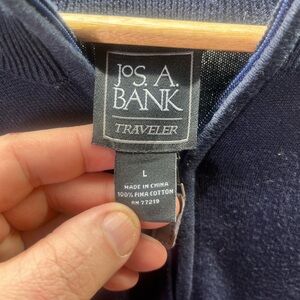 JOS. A.
BANK
TRAVELER
L
MADE IN CHINA
100% PIMA COTTON
RN 77219